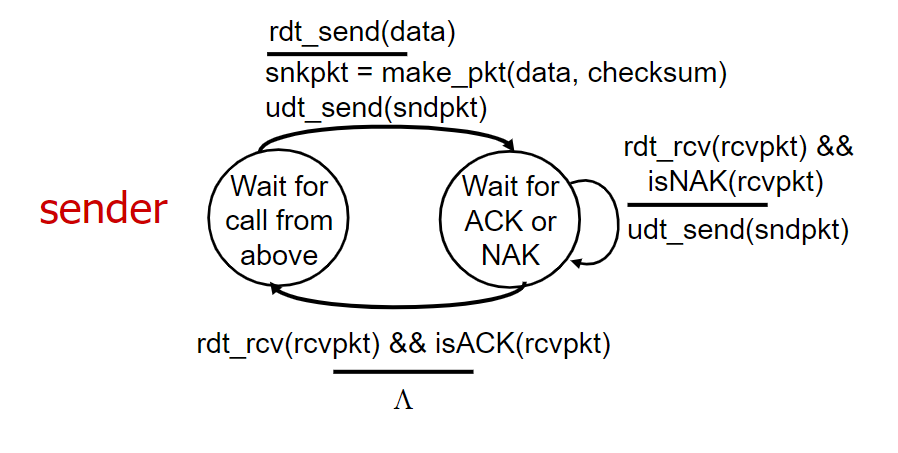 rdt_send(data)
snkpkt = make_pkt(data, checksum)
udt_send(sndpkt)
rdt_rcv(rcvpkt) &&
isNAK(rcvpkt)
udt_send(sndpkt)
sender
Wait for
call from
above
Wait for
ACK or
NAK
rdt_rcv(rcvpkt) && isACK(rcvpkt)
Λ